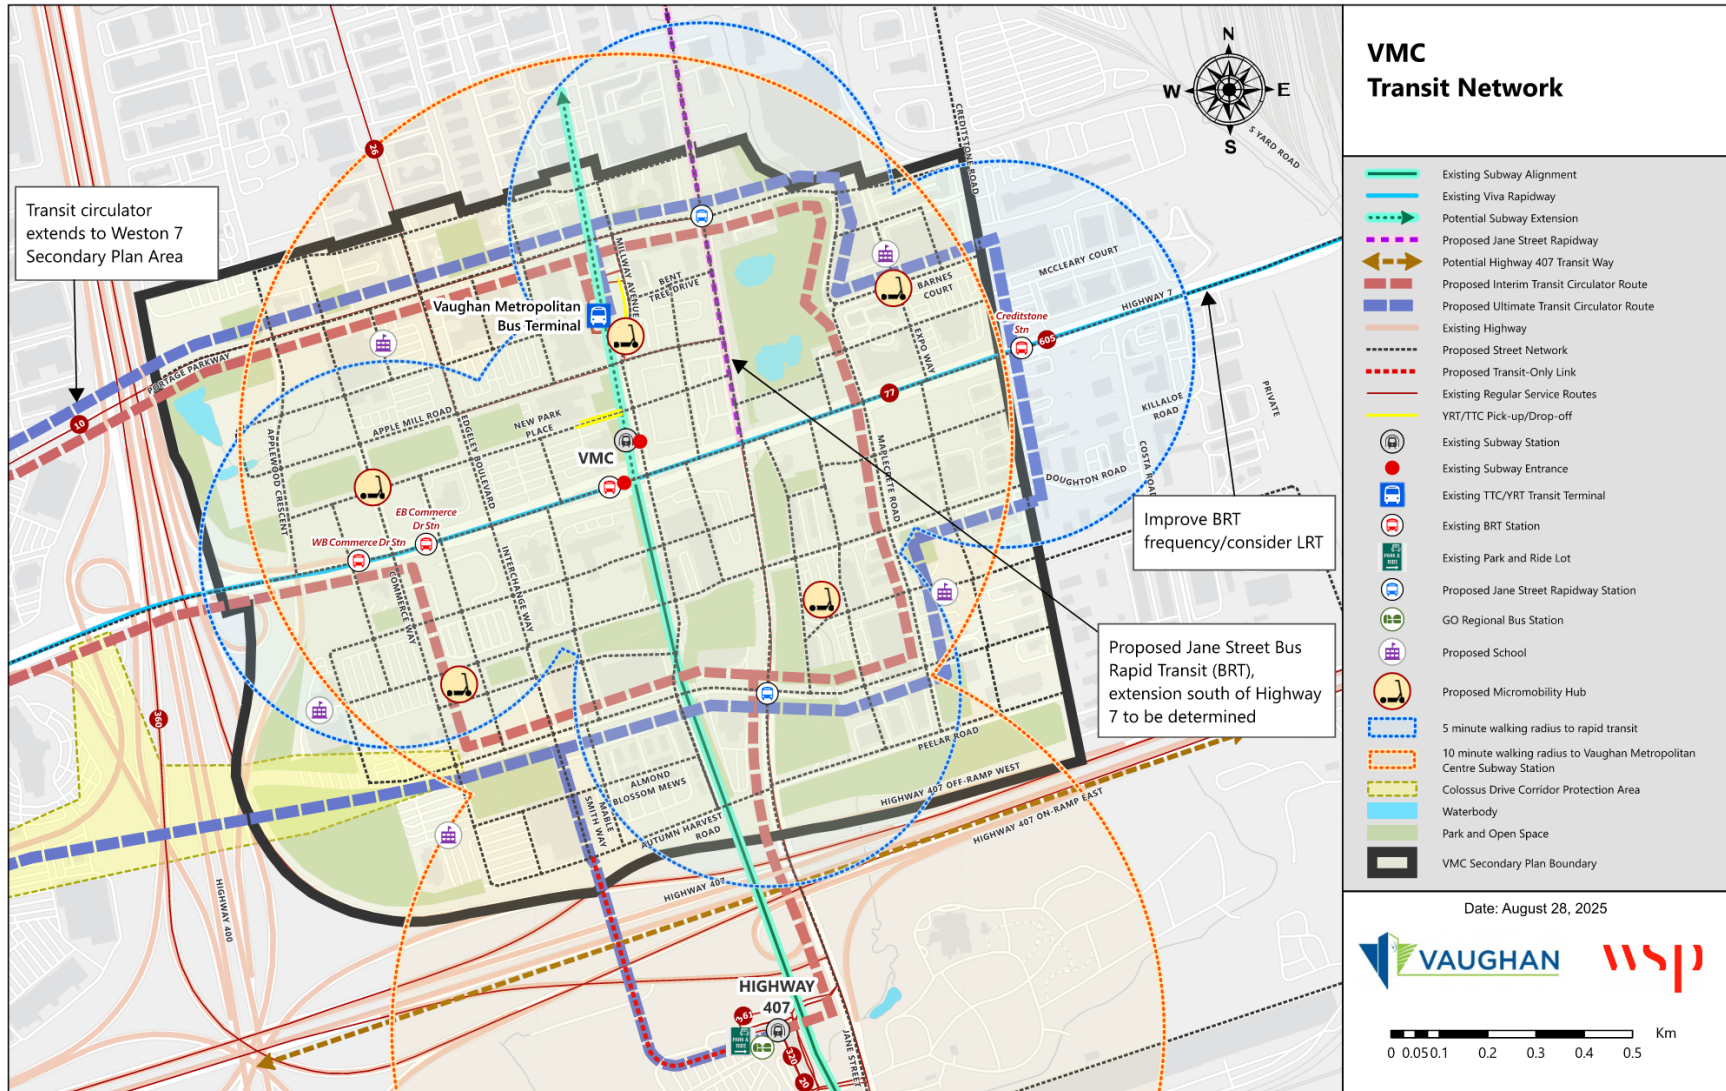 VMC
Transit Network
N
W
E
S
Existing Subway Alignment
Existing Viva Rapidway
Potential Subway Extension
Proposed Jane Street Rapidway
Potential Highway 407 Transit Way
Proposed Interim Transit Circulator Route
Proposed Ultimate Transit Circulator Route
Existing Highway
Proposed Street Network
Proposed Transit-Only Link
Existing Regular Service Routes
YRT/TTC Pick-up/Drop-off
Existing Subway Station
Existing Subway Entrance
Existing TTC/YRT Transit Terminal
Existing BRT Station
PARK &
RIDE
Existing Park and Ride Lot
Proposed Jane Street Rapidway Station
GO Regional Bus Station
Proposed School
Proposed Micromobility Hub
5 minute walking radius to rapid transit
10 minute walking radius to Vaughan Metropolitan
Centre Subway Station
Colossus Drive Corridor Protection Area
Waterbody
Park and Open Space
VMC Secondary Plan Boundary
Date: August 28, 2025
VAUGHAN
wsp
Km
0 0.05 0.1 0.2 0.3 0.4 0.5
Transit circulator
extends to Weston 7
Secondary Plan Area
26
CREDITSTONE ROAD
S YARD ROAD
MILLWAY AVENUE
BENT
TREE DRIVE
BARNES
COURT
MCCLEARY COURT
HIGHWAY 7
Vaughan Metropolitan
Bus Terminal
Creditstone
Stn
605
EXPO WAY
PORTAGE PARKWAY
10
77
PRIVATE
KILLALOE
ROAD
COSTA ROAD
APPLE MILL ROAD
NEW PARK
PLACE
EDGELEY BOULEVARD
APPLEWOOD CRESCENT
MAPLECRETE ROAD
VMC
DOUGHTON ROAD
EB Commerce
Dr Stn
WB Commerce Dr Stn
Improve BRT
frequency/consider LRT
COMMERCE WAY
INTERCHANGE WAY
Proposed Jane Street Bus
Rapid Transit (BRT),
extension south of Highway
7 to be determined
360
PEELAR ROAD
ALMOND
BLOSSOM MEWS
MABLE
SMITH WAY
AUTUMN HARVEST
ROAD
HIGHWAY 407 OFF-RAMP WEST
HIGHWAY 407 ON-RAMP EAST
HIGHWAY 407
HIGHWAY 400
HIGHWAY
407
361
PARK &
RIDE
320
20
JANE STREET